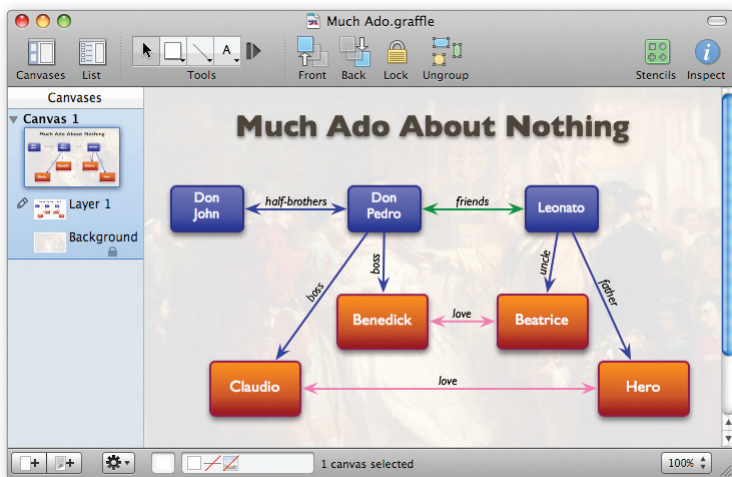 Much Ado.graffle
Canvases
List
A
Tools
Front
Back
Lock
Ungroup
Stencils
i
Inspect
Canvases
Canvas 1
Much Ado About Nothing
Layer 1
Background
Much Ado About Nothing
Don
John
half-brothers
Don
Pedro
friends
Leonato
boss
boss
uncle
father
Benedick
love
Beatrice
Claudio
love
Hero
1 canvas selected
100%